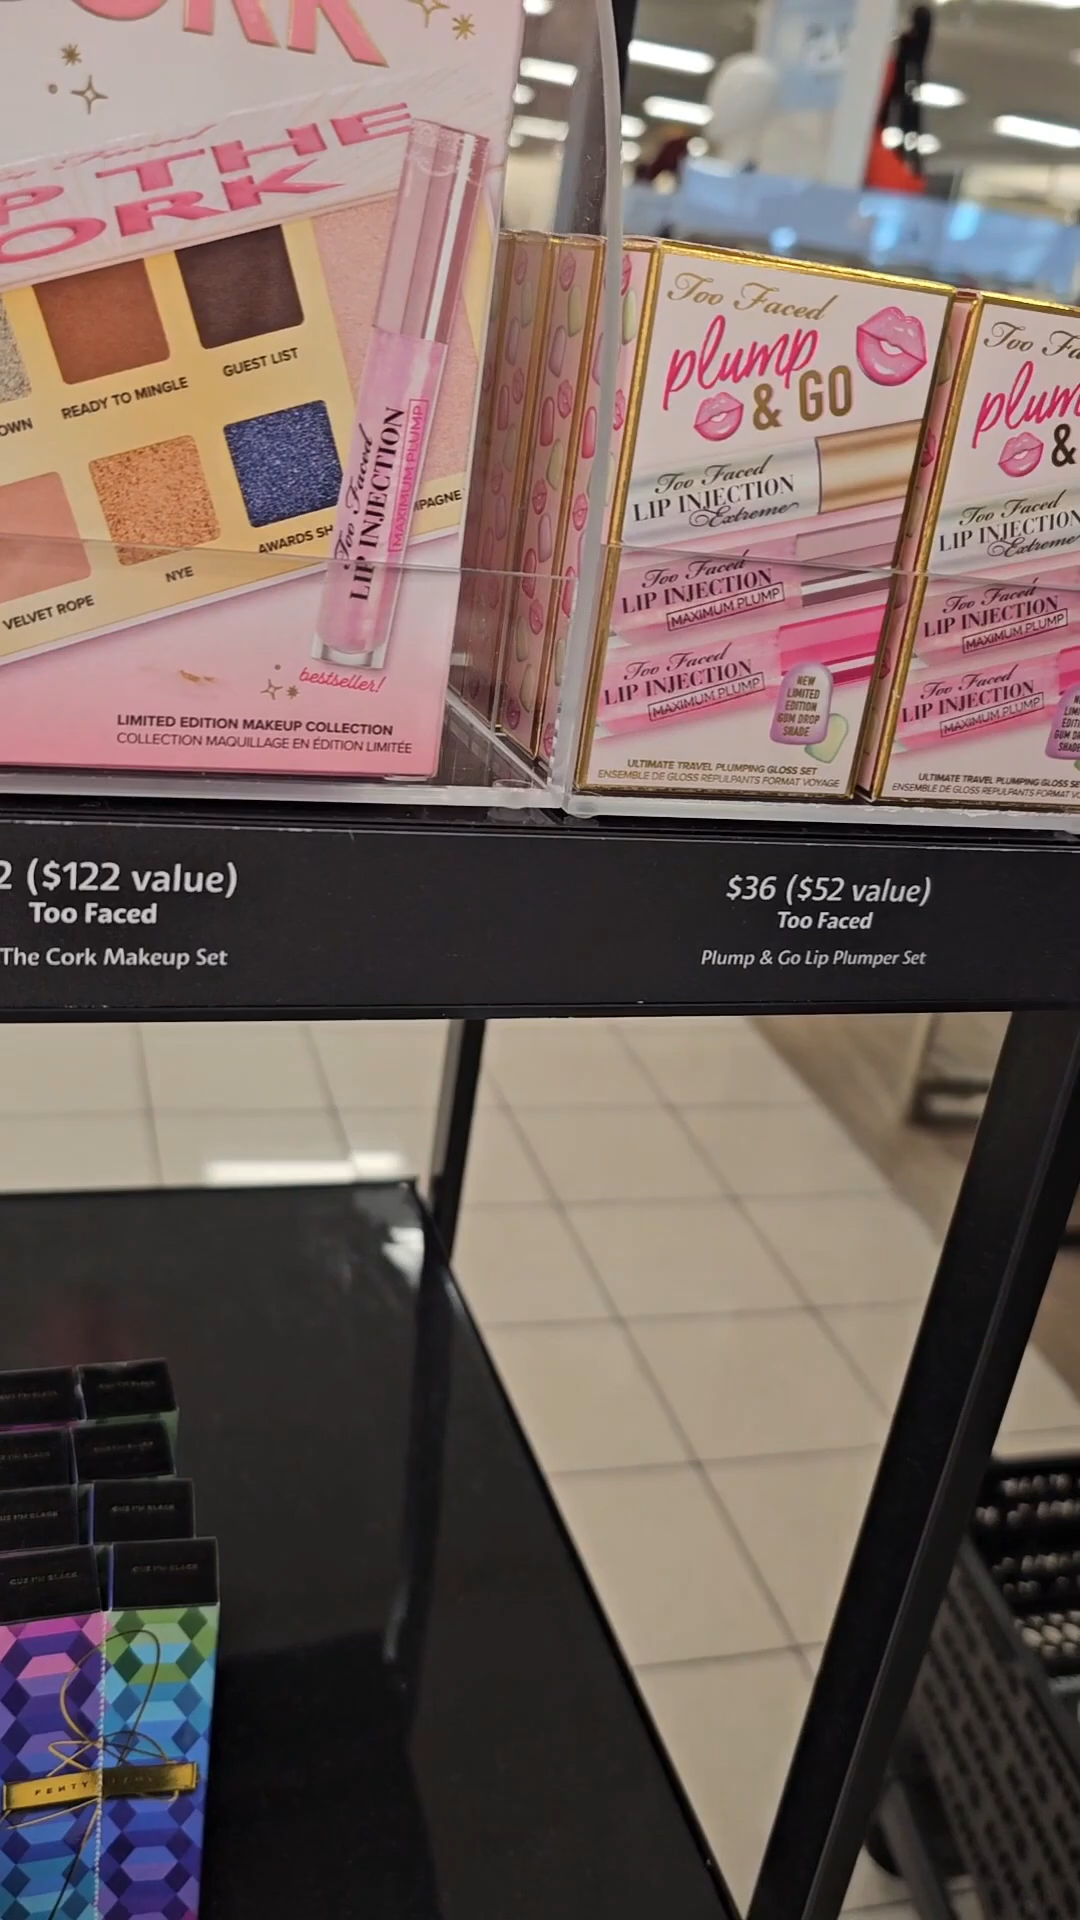 P THE
ORK
OWN
READY TO MINGLE
GUEST LIST
VELVET ROPE
NYE
AWARDS SH
MPAGNE
Too Faced
LIP INJECTION
MAXIMUM PLUMP
bestseller!
LIMITED EDITION MAKEUP COLLECTION
COLLECTION MAQUILLAGE EN ÉDITION LIMITÉE
Too Faced
plump
& GO
Too Faced
LIP INJECTION
Extreme
Too Faced
LIP INJECTION
MAXIMUM PLUMP
Too Faced
LIP INJECTION
MAXIMUM PLUMP
NEW
LIMITED
EDITION
GUM DROP
SHADE
ULTIMATE TRAVEL PLUMPING GLOSS SET
ENSEMBLE DE GLOSS REPULPANTS FORMAT VOYAGE
Too Fa
plum
&
Too Faced
LIP INJECTION
Extreme
Too Faced
LIP INJECTION
MAXIMUM PLUMP
Too Faced
LIP INJECTION
MAXIMUM PLUMP
ULTIMATE TRAVEL PLUMPING GLOSS SE
ENSEMBLE DE GLOSS REPULPANTS FORMAT VO
2 ($122 value)
Too Faced
The Cork Makeup Set
$36 ($52 value)
Too Faced
Plump & Go Lip Plumper Set
CUZ I'M BLACK
CUZ I'M BLACK
FENTY